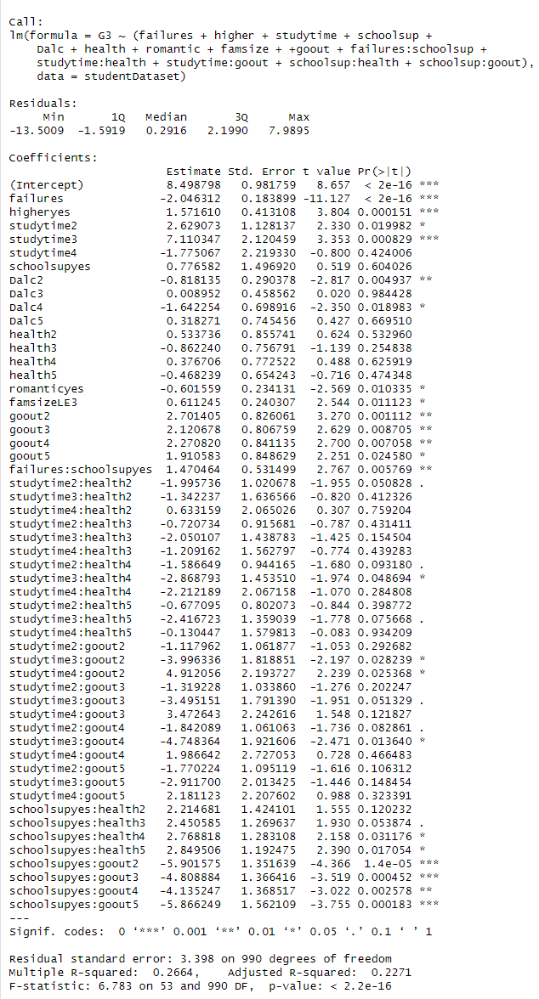 Call:
lm(formula = G3 ~ (failures + higher + studytime + schoolsup +
    Dalc + health + romantic + famsize + +goout + failures:schoolsup +
    studytime:health + studytime:goout + schoolsup:health + schoolsup:goout),
    data = studentDataset)

Residuals:
     Min       1Q   Median       3Q      Max
-13.5009  -1.5919   0.2916   2.1990   7.9895

Coefficients:
                       Estimate Std. Error t value Pr(>|t|)
(Intercept)            8.498798   0.981759   8.657  < 2e-16 ***
failures              -2.046312   0.183899 -11.127  < 2e-16 ***
higheryes              1.571610   0.413108   3.804 0.000151 ***
studytime2             2.629073   1.128137   2.330 0.019982 *
studytime3             7.110347   2.120459   3.353 0.000829 ***
studytime4            -1.775067   2.219330  -0.800 0.424006
schoolsupyes           0.776582   1.496920   0.519 0.604026
Dalc2                 -0.818135   0.290378  -2.817 0.004937 **
Dalc3                  0.008952   0.458562   0.020 0.984428
Dalc4                 -1.642254   0.698916  -2.350 0.018983 *
Dalc5                  0.318271   0.745456   0.427 0.669510
health2                0.533736   0.855741   0.624 0.532960
health3               -0.862240   0.756791  -1.139 0.254838
health4                0.376706   0.772522   0.488 0.625919
health5               -0.468239   0.654243  -0.716 0.474348
romanticyes           -0.601559   0.234131  -2.569 0.010335 *
famsizeLE3             0.611245   0.240307   2.544 0.011123 *
goout2                 2.701405   0.826061   3.270 0.001112 **
goout3                 2.120678   0.806759   2.629 0.008705 **
goout4                 2.270820   0.841135   2.700 0.007058 **
goout5                 1.910583   0.848629   2.251 0.024580 *
failures:schoolsupyes  1.470464   0.531499   2.767 0.005769 **
studytime2:health2    -1.995736   1.020678  -1.955 0.050828 .
studytime3:health2    -1.342237   1.636566  -0.820 0.412326
studytime4:health2     0.633159   2.065026   0.307 0.759204
studytime2:health3    -0.720734   0.915681  -0.787 0.431411
studytime3:health3    -2.050107   1.438783  -1.425 0.154504
studytime4:health3    -1.209162   1.562797  -0.774 0.439283
studytime2:health4    -1.586649   0.944165  -1.680 0.093180 .
studytime3:health4    -2.868793   1.453510  -1.974 0.048694 *
studytime4:health4    -2.212189   2.067158  -1.070 0.284808
studytime2:health5    -0.677095   0.802073  -0.844 0.398772
studytime3:health5    -2.416723   1.359039  -1.778 0.075668 .
studytime4:health5    -0.130447   1.579813  -0.083 0.934209
studytime2:goout2     -1.117962   1.061877  -1.053 0.292682
studytime3:goout2     -3.996336   1.818851  -2.197 0.028239 *
studytime4:goout2      4.912056   2.193727   2.239 0.025368 *
studytime2:goout3     -1.319228   1.033860  -1.276 0.202247
studytime3:goout3     -3.495151   1.791390  -1.951 0.051329 .
studytime4:goout3      3.472643   2.242616   1.548 0.121827
studytime2:goout4     -1.842089   1.061063  -1.736 0.082861 .
studytime3:goout4     -4.748364   1.921606  -2.471 0.013640 *
studytime4:goout4      1.986642   2.727053   0.728 0.466483
studytime2:goout5     -1.770224   1.095119  -1.616 0.106312
studytime3:goout5     -2.911700   2.013425  -1.446 0.148454
studytime4:goout5      2.181123   2.207602   0.988 0.323391
schoolsupyes:health2   2.214681   1.424101   1.555 0.120232
schoolsupyes:health3   2.450585   1.269637   1.930 0.053874 .
schoolsupyes:health4   2.768818   1.283108   2.158 0.031176 *
schoolsupyes:health5   2.849506   1.192475   2.390 0.017054 *
schoolsupyes:goout2   -5.901575   1.351639  -4.366  1.4e-05 ***
schoolsupyes:goout3   -4.808884   1.366416  -3.519 0.000452 ***
schoolsupyes:goout4   -4.135247   1.368517  -3.022 0.002578 **
schoolsupyes:goout5   -5.866249   1.562109  -3.755 0.000183 ***
---
Signif. codes:  0 ‘***’ 0.001 ‘**’ 0.01 ‘*’ 0.05 ‘.’ 0.1 ‘ ’ 1

Residual standard error: 3.398 on 990 degrees of freedom
Multiple R-squared:  0.2664,    Adjusted R-squared:  0.2271
F-statistic: 6.783 on 53 and 990 DF,  p-value: < 2.2e-16